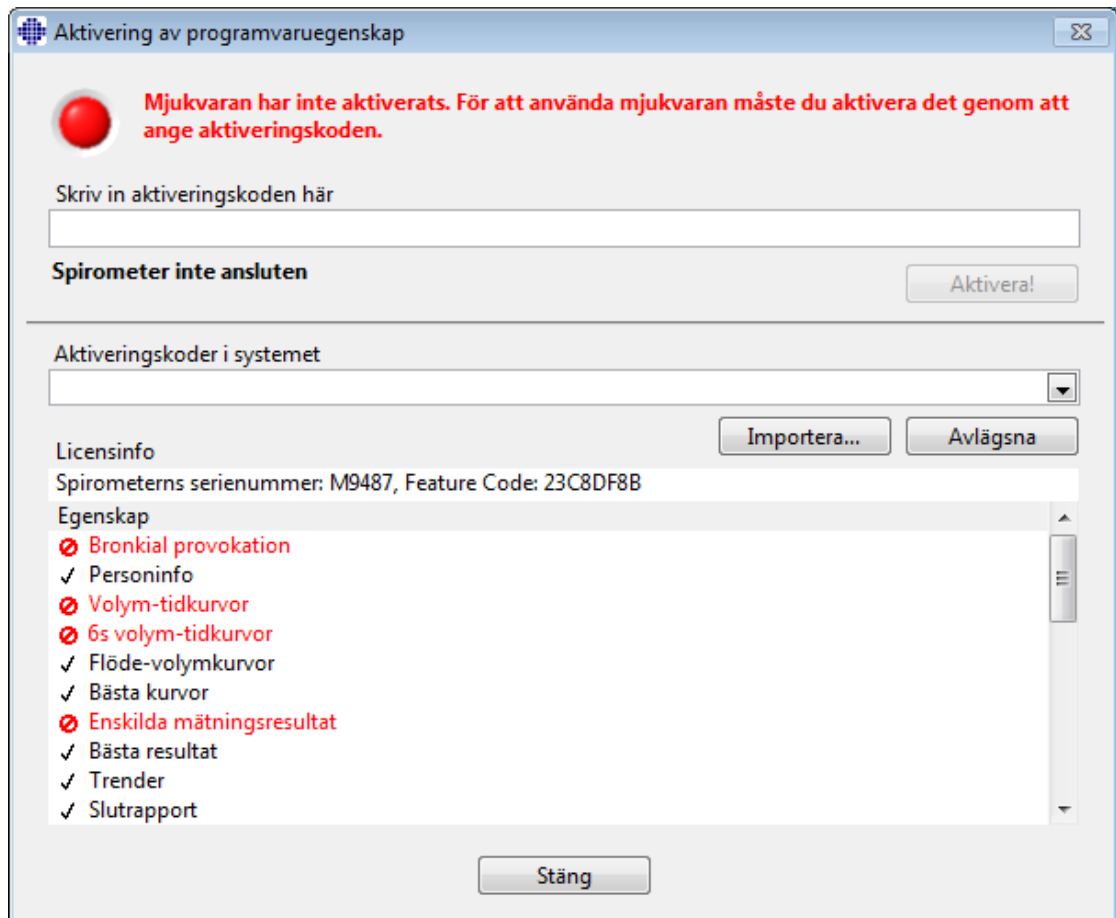 Aktivering av programvaruegenskap
Mjukvaran har inte aktiverats. För att använda mjukvaran måste du aktivera det genom att
ange aktiveringskoden.
Skriv in aktiveringskoden här
Spirometer inte ansluten
Aktivera!
Aktiveringskoder i systemet
Importera...
Avlägsna
Licensinfo
Spirometerns serienummer: M9487, Feature Code: 23C8DF8B
Egenskap
Bronkial provokation
Personinfo
Volym-tidkurvor
6s volym-tidkurvor
Flöde-volymkurvor
Bästa kurvor
Enskilda mätningsresultat
Bästa resultat
Trender
Slutrapport
Stäng